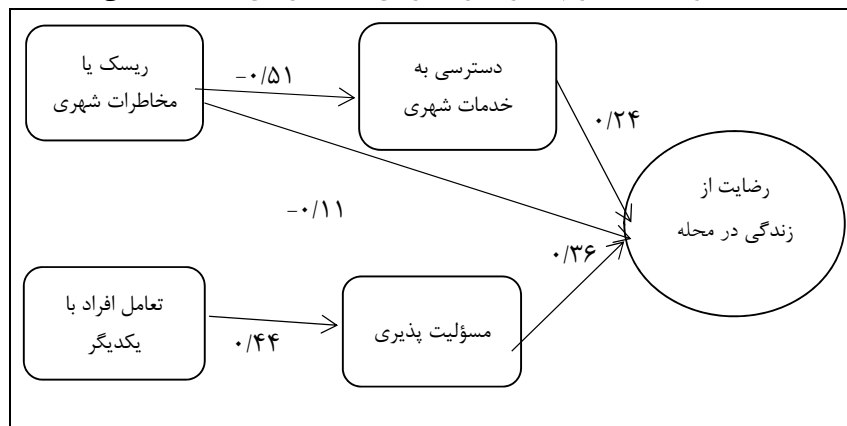 ریسک یا
مخاطرات شهری
-۰/۵۱
دسترسی به
خدمات شهری
۰/۲۴
رضایت از
زندگی در محله
-۰/۱۱
۰/۳۶
تعامل افراد با
یکدیگر
۰/۴۴
مسؤلیت پذیری